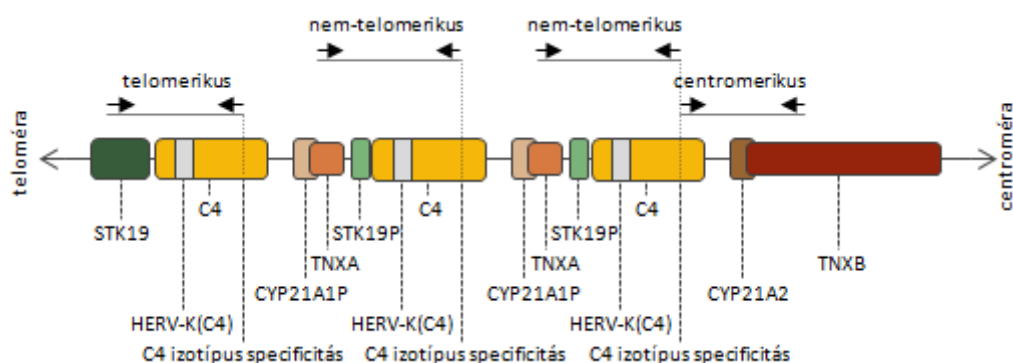 nem-telomerikus nem-telomerikus
telomerikus centromerikus
teloméra
centroméra
C4 C4 C4
STK19 STK19P STK19P
TNXA TNXA TNXB
CYP21A1P CYP21A1P CYP21A2
HERV-K(C4) HERV-K(C4) HERV-K(C4)
C4 izotípus specificitás C4 izotípus specificitás C4 izotípus specificitás